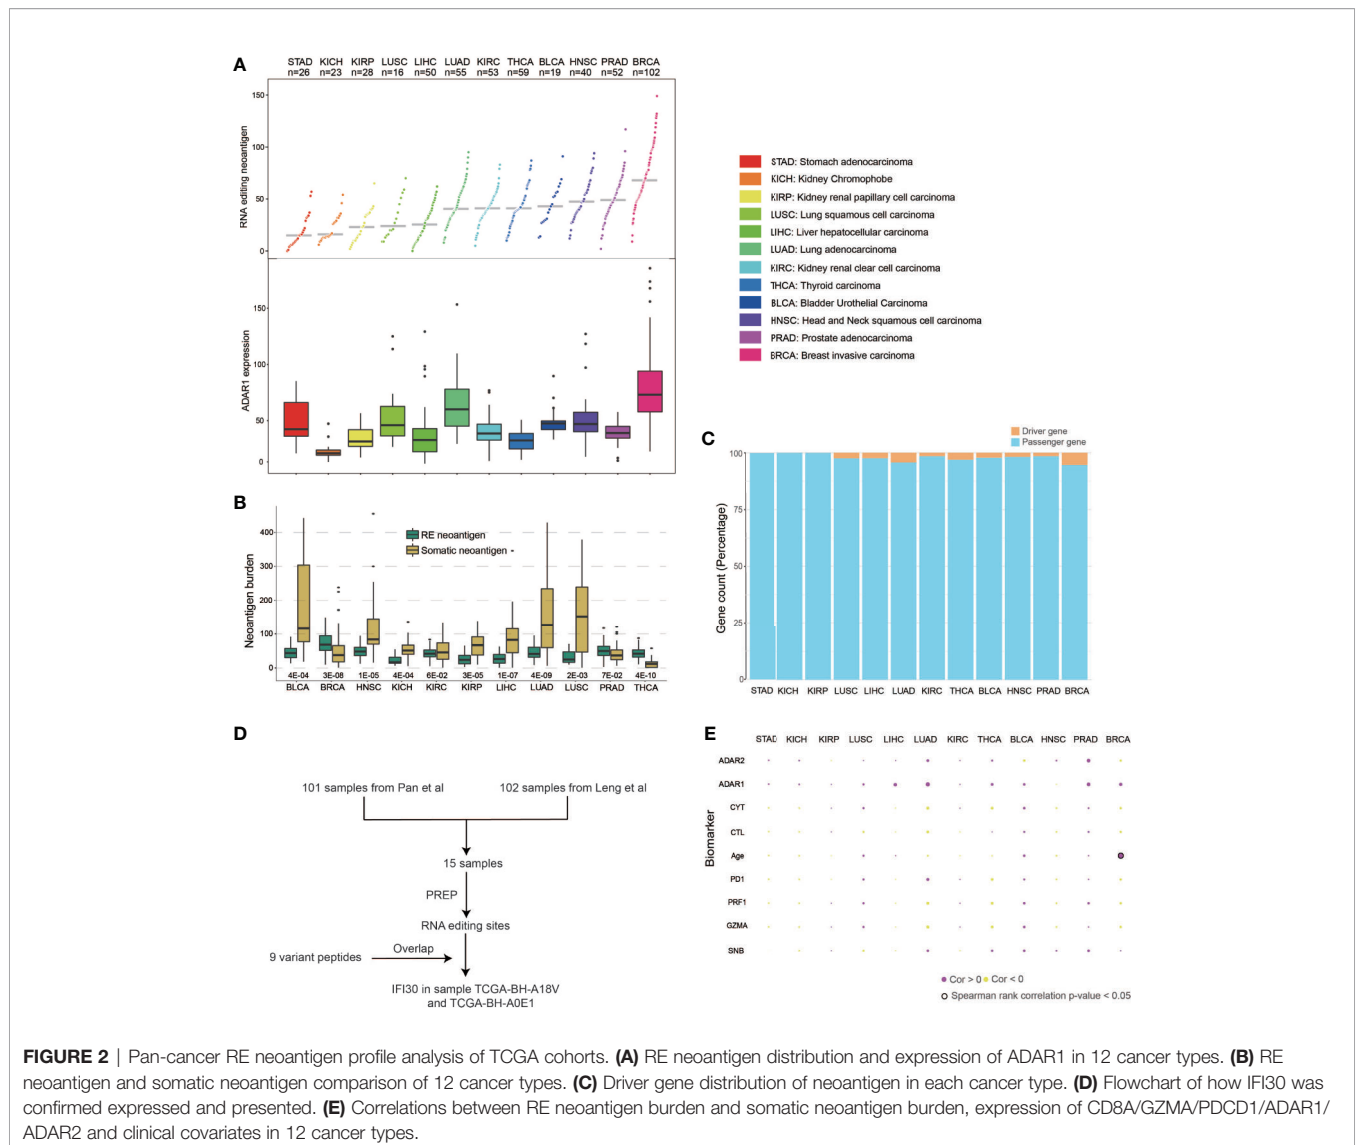 A
STAD KICH KIRP LUSC LIHC LUAD KIRC THCA BLCA HNSC PRAD BRCA
n=26 n=23 n=28 n=16 n=50 n=55 n=53 n=59 n=19 n=40 n=52 n=102
RNA editing neoantigen
150
100
50
0
ADAR1 expression
150
100
50
0
STAD: Stomach adenocarcinoma
KICH: Kidney Chromophobe
KIRP: Kidney renal papillary cell carcinoma
LUSC: Lung squamous cell carcinoma
LIHC: Liver hepatocellular carcinoma
LUAD: Lung adenocarcinoma
KIRC: Kidney renal clear cell carcinoma
THCA: Thyroid carcinoma
BLCA: Bladder Urothelial Carcinoma
HNSC: Head and Neck squamous cell carcinoma
PRAD: Prostate adenocarcinoma
BRCA: Breast invasive carcinoma
B
Neoantigen burden
400
300
200
100
0
RE neoantigen
Somatic neoantigen
4E-04 3E-08 1E-05 4E-04 6E-02 3E-05 1E-07 4E-09 2E-03 7E-02 4E-10
BLCA BRCA HNSC KICH KIRC KIRP LIHC LUAD LUSC PRAD THCA
C
Driver gene
Passenger gene
Gene count (Percentage)
100
75
50
25
0
STAD KICH KIRP LUSC LIHC LUAD KIRC THCA BLCA HNSC PRAD BRCA
D
101 samples from Pan et al 102 samples from Leng et al
15 samples
PREP
RNA editing sites
9 variant peptides Overlap
IFI30 in sample TCGA-BH-A18V
and TCGA-BH-A0E1
E
STAD KICH KIRP LUSC LIHC LUAD KIRC THCA BLCA HNSC PRAD BRCA
Biomarker
ADAR2
ADAR1
CYT
CTL
Age
PD1
PRF1
GZMA
SNB
Cor > 0 Cor < 0
Spearman rank correlation p-value < 0.05
FIGURE 2 | Pan-cancer RE neoantigen profile analysis of TCGA cohorts. (A) RE neoantigen distribution and expression of ADAR1 in 12 cancer types. (B) RE
neoantigen and somatic neoantigen comparison of 12 cancer types. (C) Driver gene distribution of neoantigen in each cancer type. (D) Flowchart of how IFI30 was
confirmed expressed and presented. (E) Correlations between RE neoantigen burden and somatic neoantigen burden, expression of CD8A/GZMA/PDCD1/ADAR1/
ADAR2 and clinical covariates in 12 cancer types.